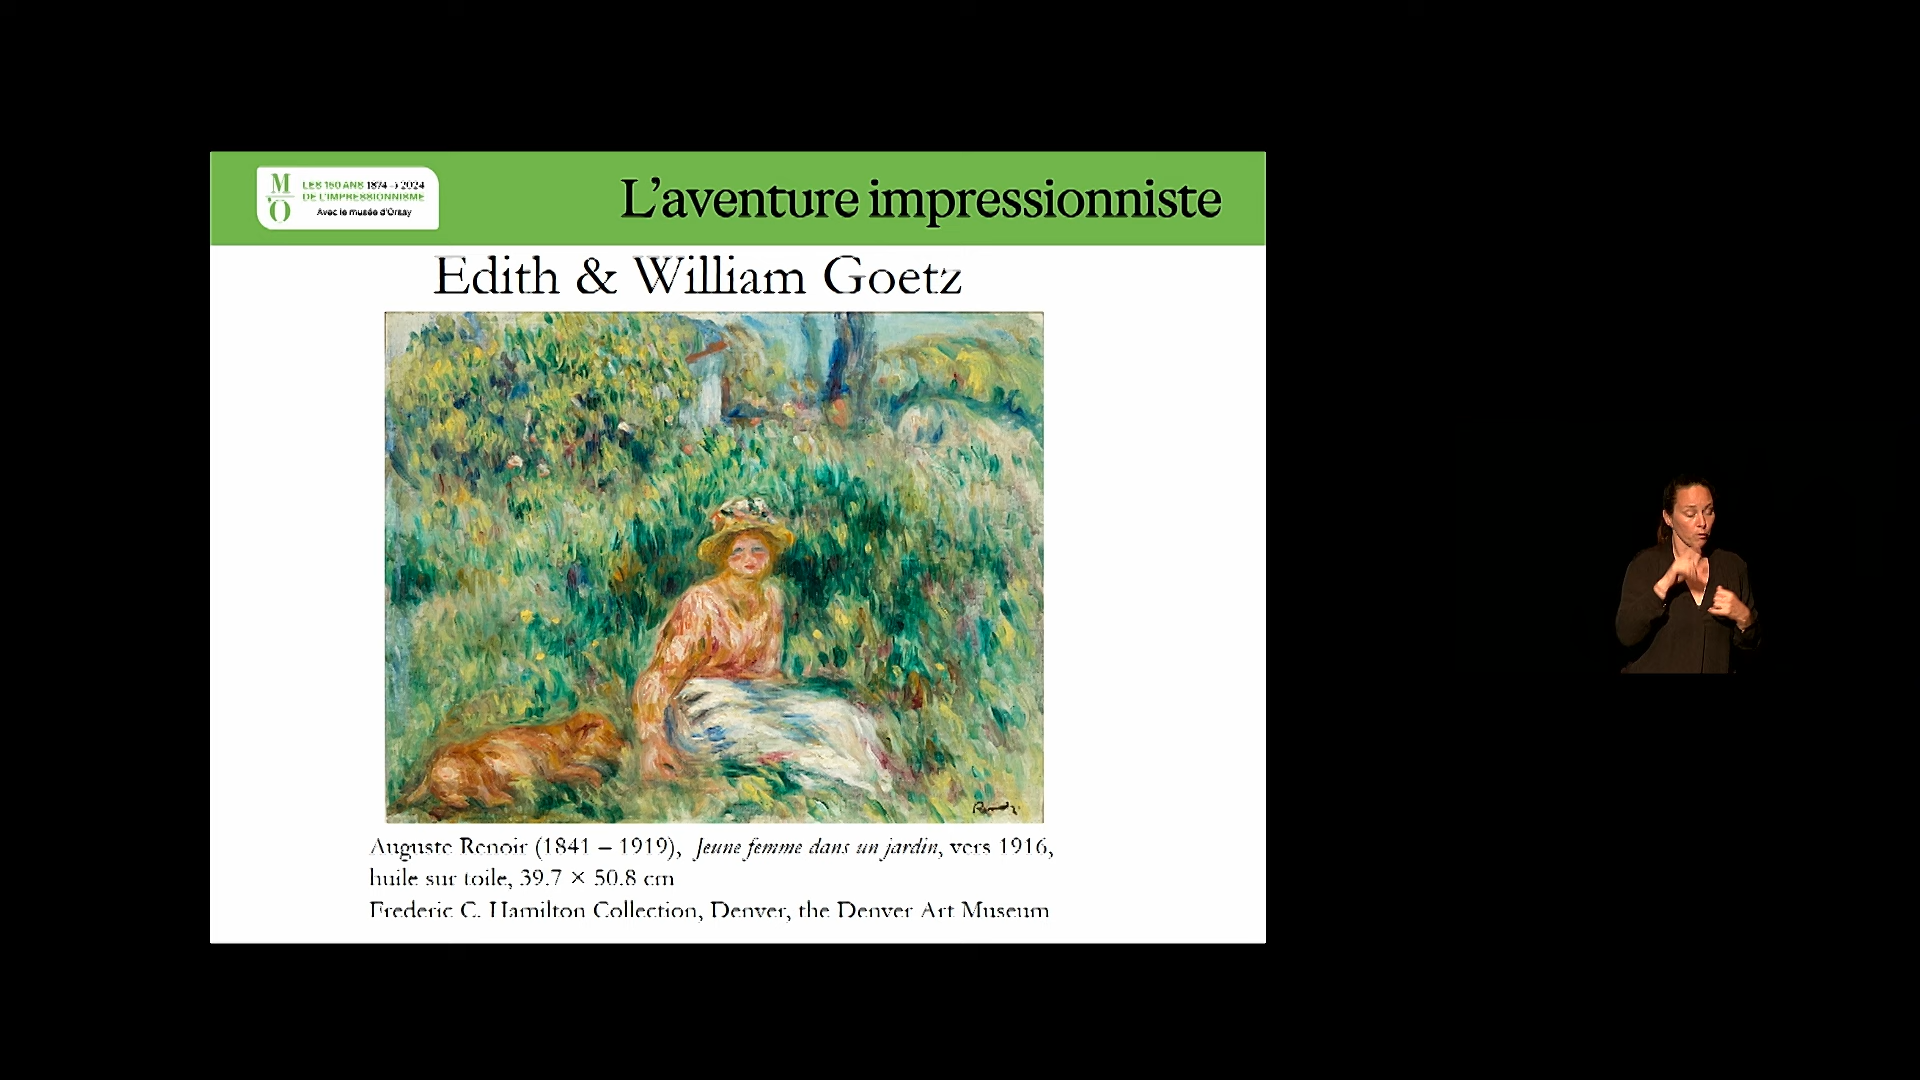 M
'O
LES 150 ANS 1874 → 2024
DE L'IMPRESSIONNISME
Avec le musée d'Orsay
L'aventure impressionniste
Edith & William Goetz
Renoir
Auguste Renoir (1841 – 1919), Jeune femme dans un jardin, vers 1916,
huile sur toile, 39.7 × 50.8 cm
Frederic C. Hamilton Collection, Denver, the Denver Art Museum